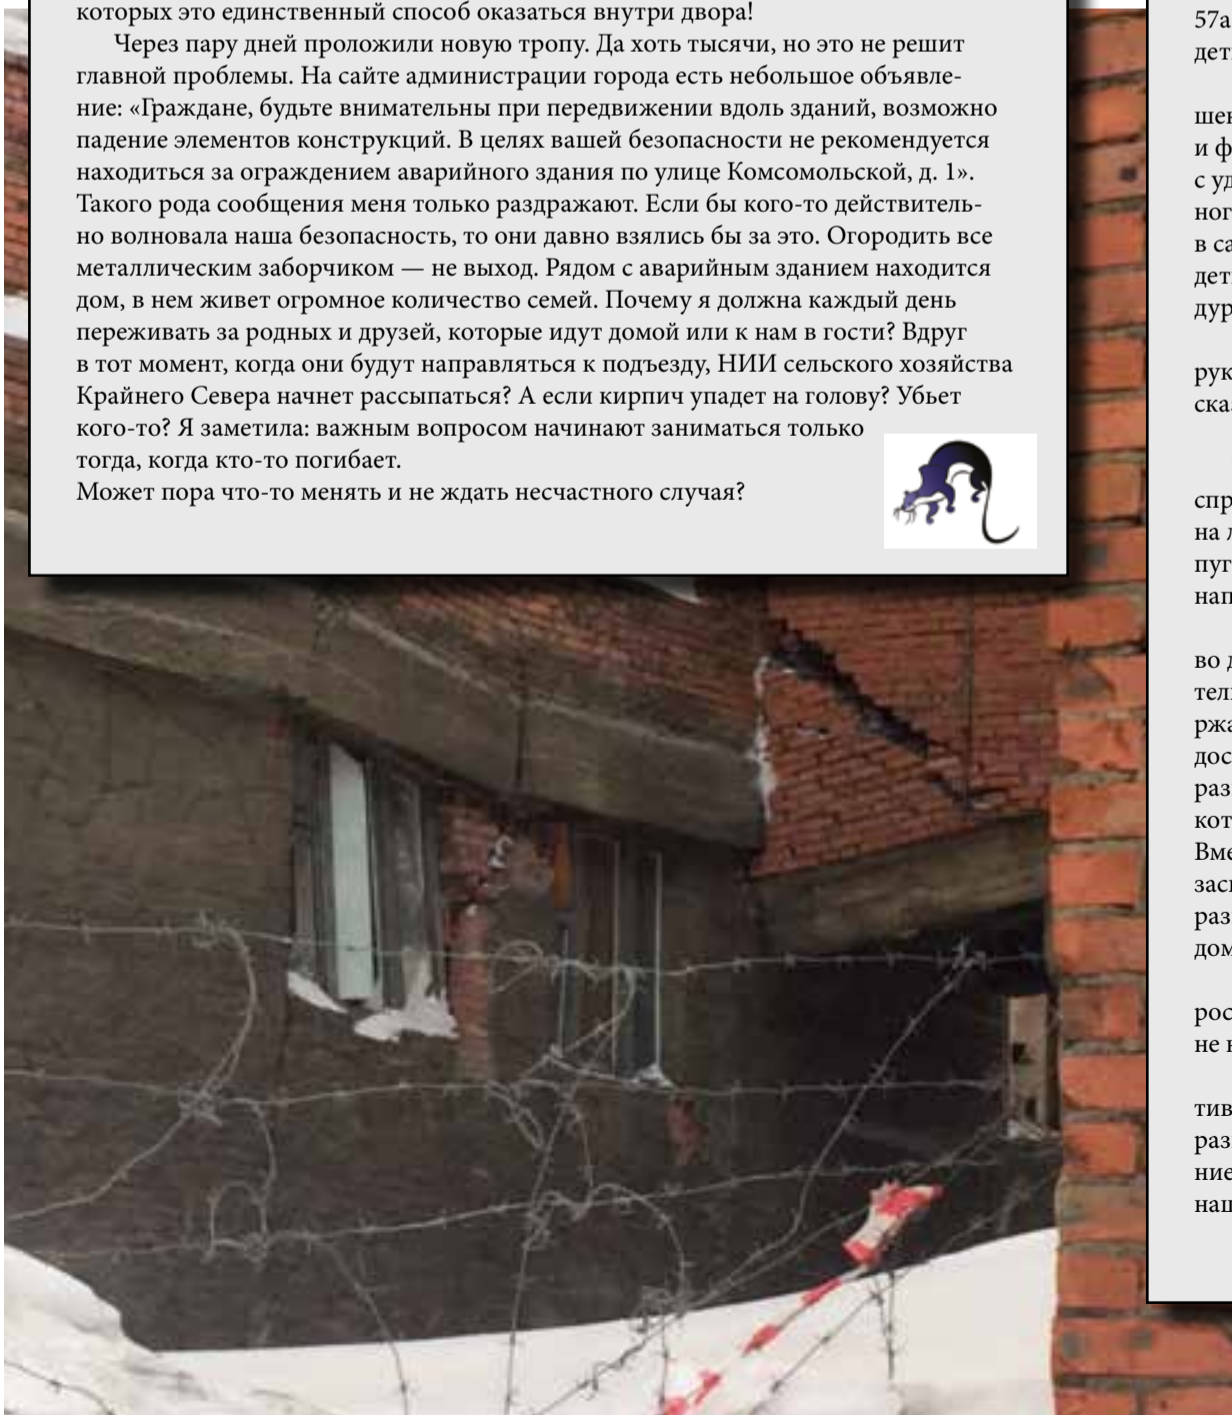 которых это единственный способ оказаться внутри двора!
Через пару дней проложили новую тропу. Да хоть тысячи, но это не решит
главной проблемы. На сайте администрации города есть небольшое объявле-
ние: «Граждане, будьте внимательны при передвижении вдоль зданий, возможно
падение элементов конструкций. В целях вашей безопасности не рекомендуется
находиться за ограждением аварийного здания по улице Комсомольской, д. 1».
Такого рода сообщения меня только раздражают. Если бы кого-то действитель-
но волновала наша безопасность, то они давно взялись бы за это. Огородить все
металлическим заборчиком — не выход. Рядом с аварийным зданием находится
дом, в нем живет огромное количество семей. Почему я должна каждый день
переживать за родных и друзей, которые идут домой или к нам в гости? Вдруг
в тот момент, когда они будут направляться к подъезду, НИИ сельского хозяйства
Крайнего Севера начнет рассыпаться? А если кирпич упадет на голову? Убьет
кого-то? Я заметила: важным вопросом начинают заниматься только
тогда, когда кто-то погибает.
Может пора что-то менять и не ждать несчастного случая?
57а
с
в
на
во
раз
не
раз